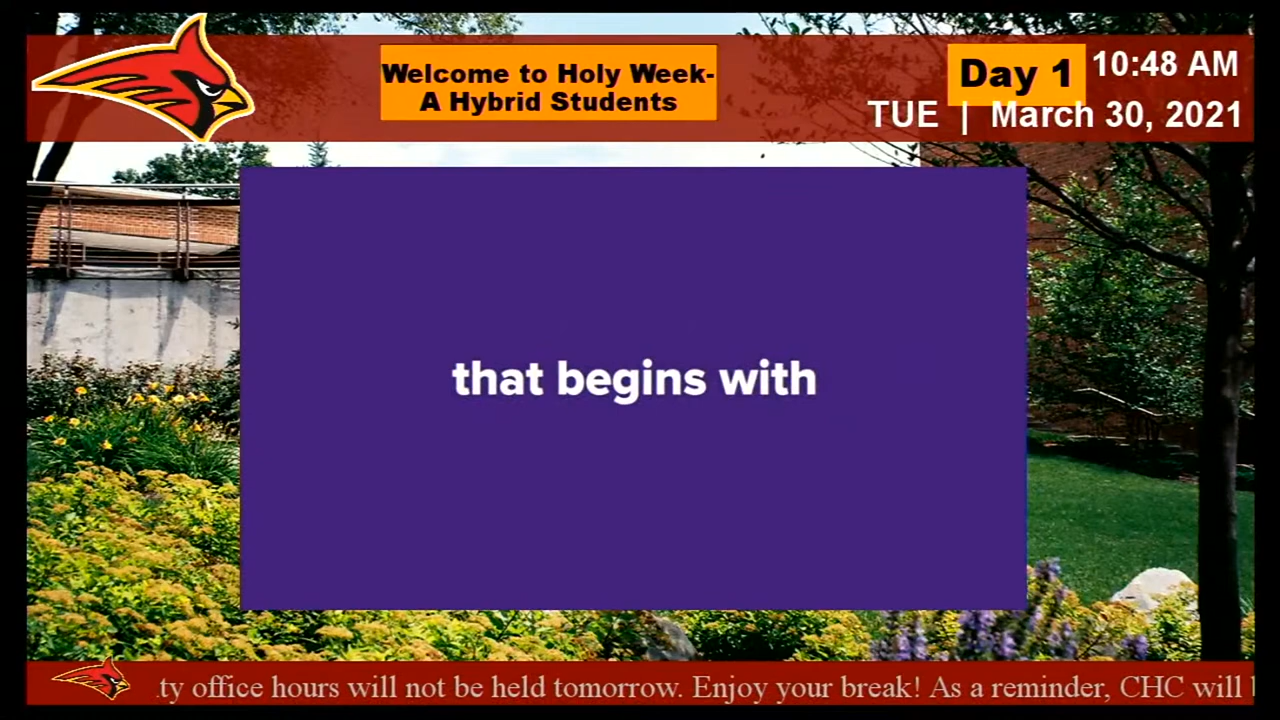 Welcome to Holy Week-
A Hybrid Students
Day 1
10:48 AM
TUE | March 30, 2021
that begins with
office hours will not be held tomorrow. Enjoy your break! As a reminder, CHC will